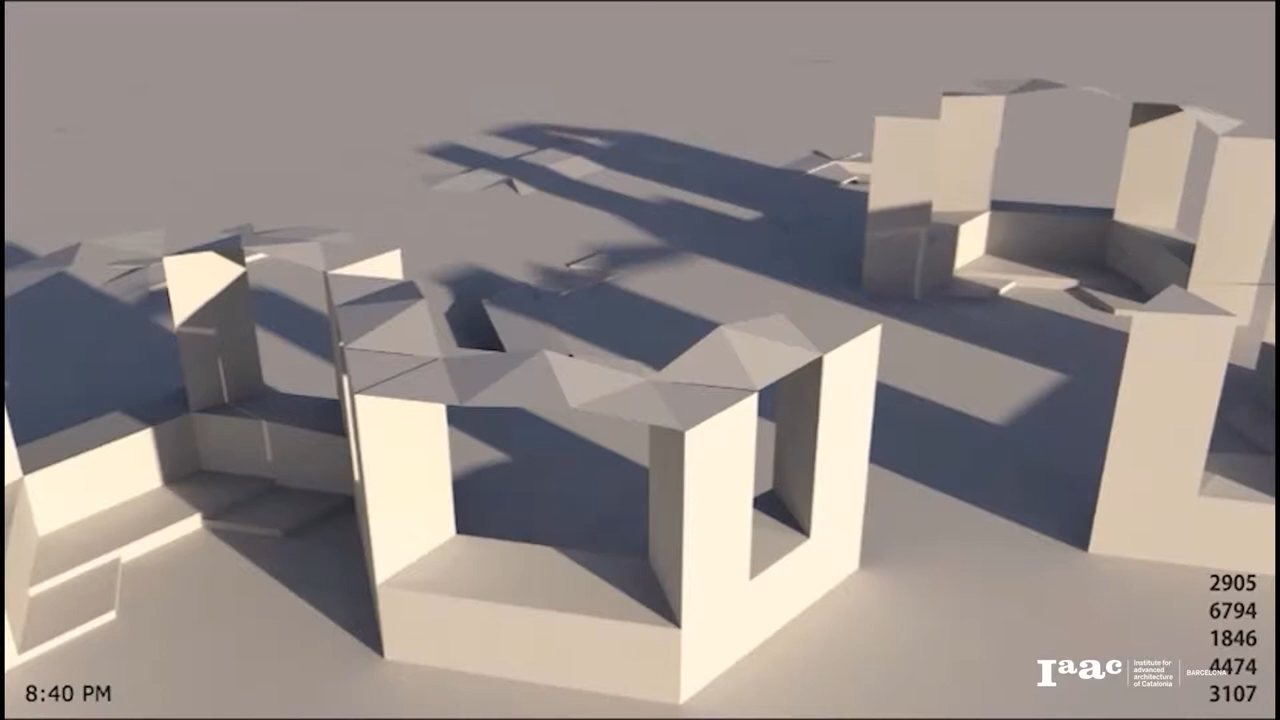 2905
6794
1846
4474
3107
Iaac
Institute for
advanced
architecture
of Catalonia
BARCELONA
8:40 PM